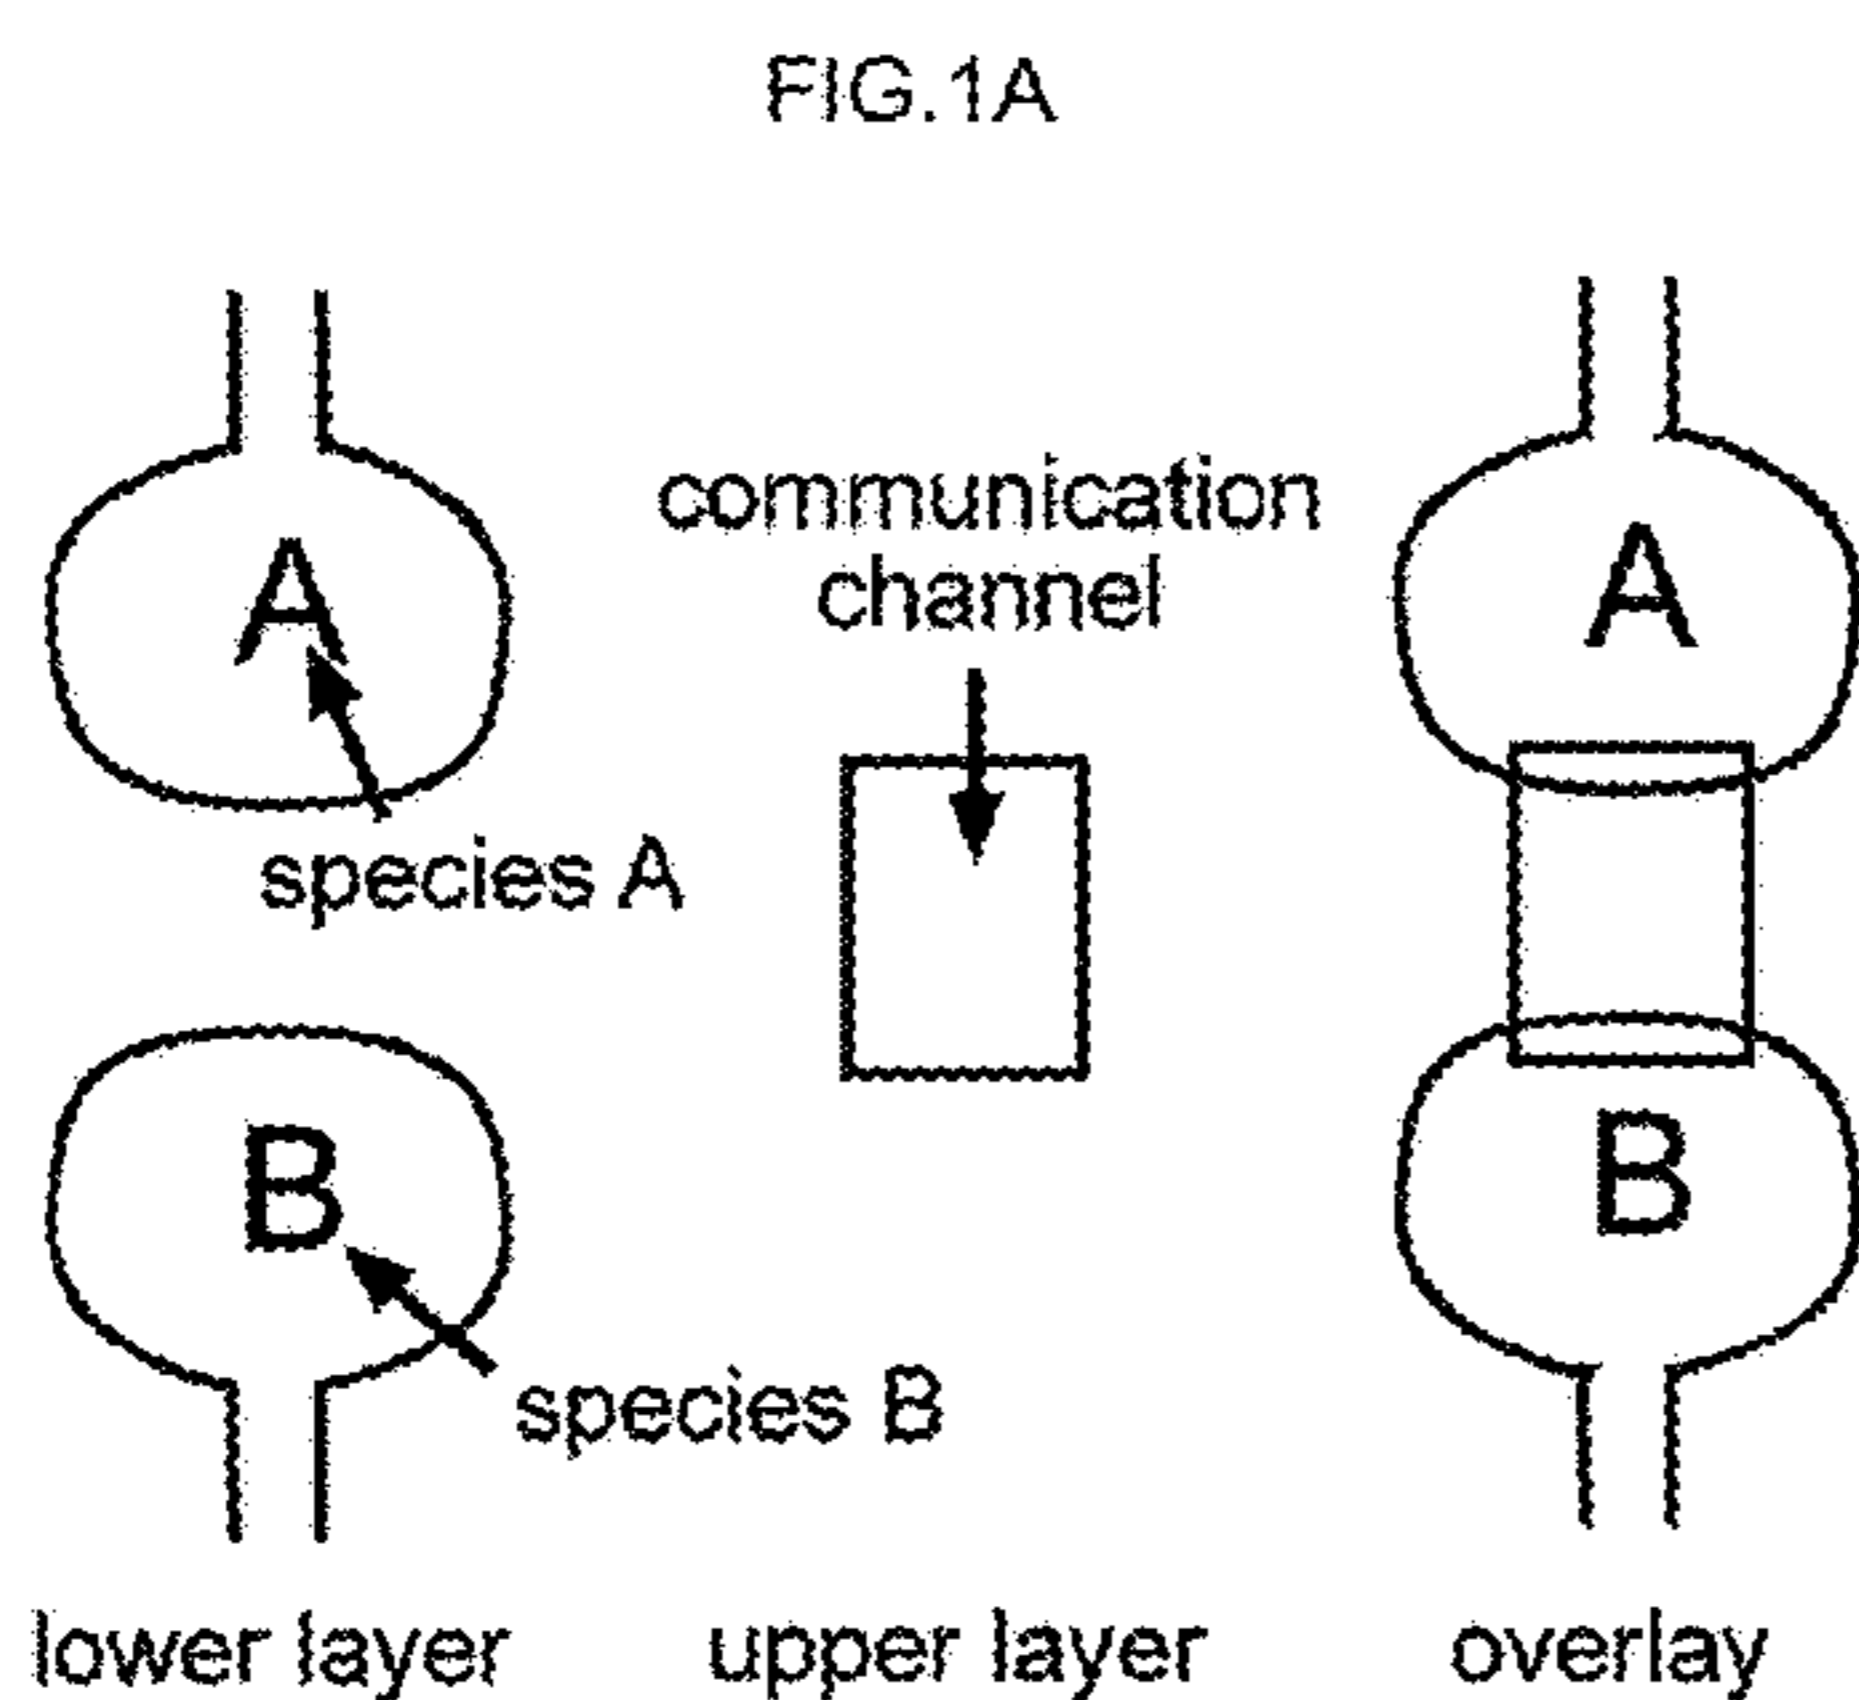 FIG.1A
A
communication
channel
A
species A
B
B
species B
lower layer
upper layer
overlay